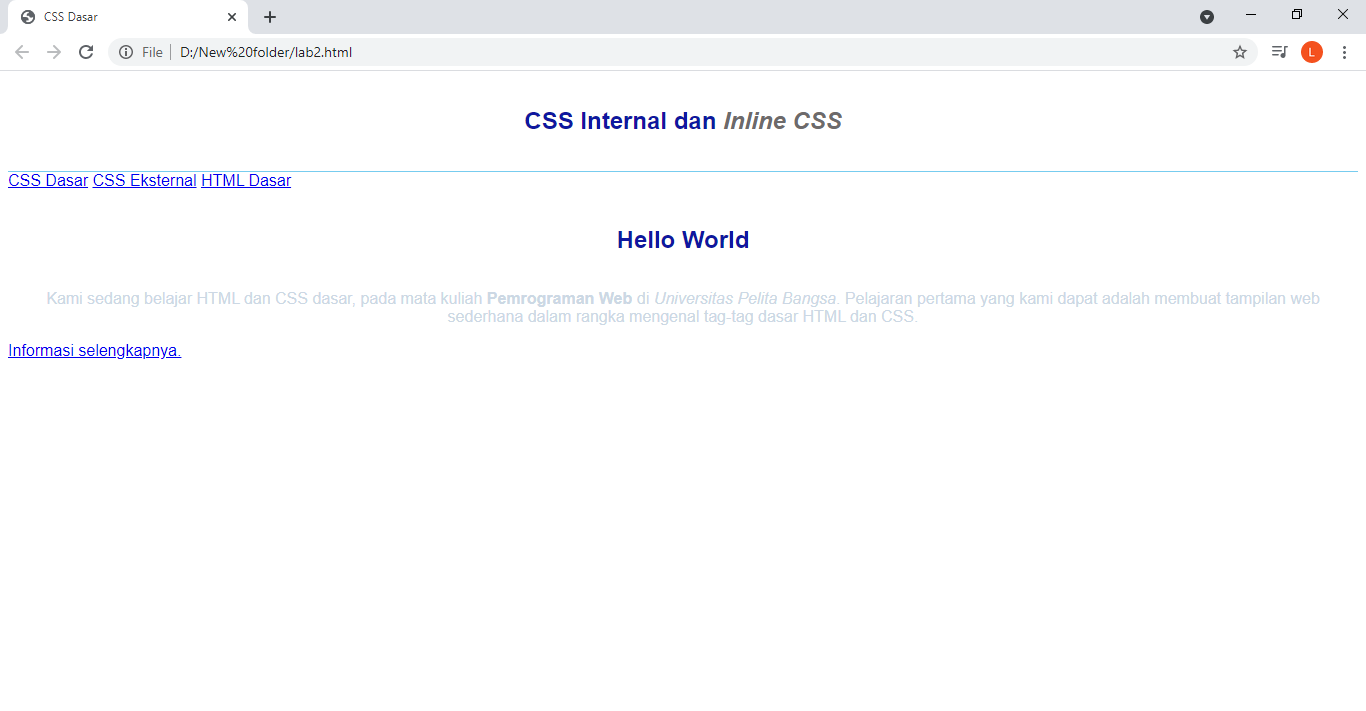 CSS Dasar
File D:/New%20folder/lab2.html
L
CSS Internal dan Inline CSS
CSS Dasar CSS Eksternal HTML Dasar
Hello World
Kami sedang belajar HTML dan CSS dasar, pada mata kuliah Pemrograman Web di Universitas Pelita Bangsa. Pelajaran pertama yang kami dapat adalah membuat tampilan web
sederhana dalam rangka mengenal tag-tag dasar HTML dan CSS.
Informasi selengkapnya.